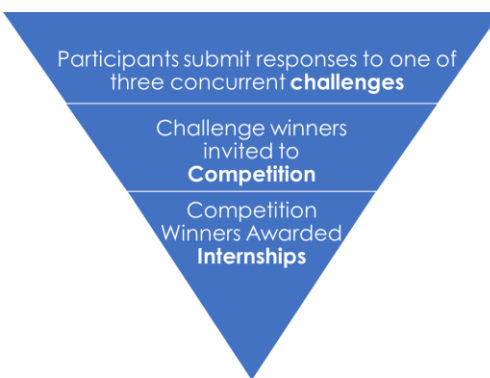 Participants submit responses to one of
three concurrent challenges
Challenge winners
invited to
Competition
Competition
Winners Awarded
Internships